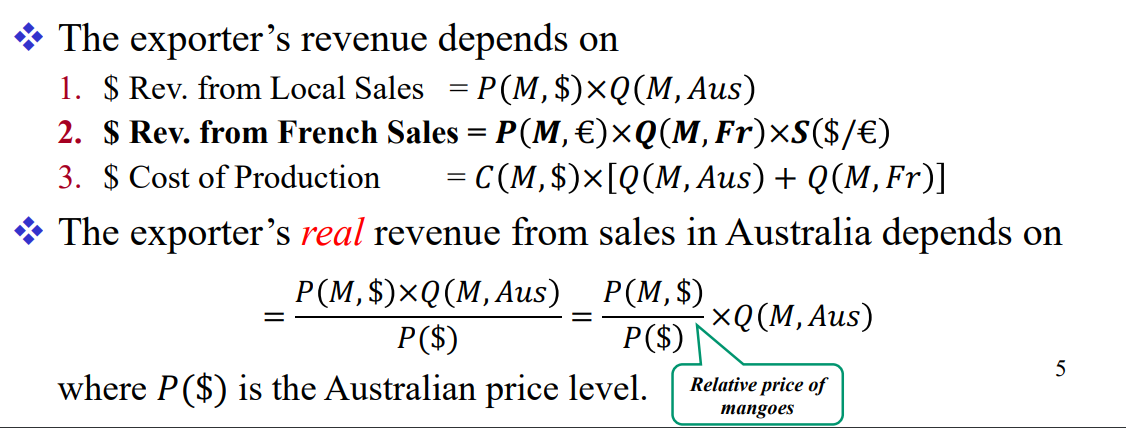 ❖ The exporter's revenue depends on
1. $ Rev. from Local Sales = P(M,$)×Q(M,Aus)
2. $ Rev. from French Sales = P(M,€)×Q(M,Fr)×S($/€)
3. $ Cost of Production = C(M,$)×[Q(M,Aus) + Q(M,Fr)]
❖ The exporter's real revenue from sales in Australia depends on
= P(M,$)×Q(M,Aus) / P($) = P(M,$) / P($) ×Q(M,Aus)
where P($) is the Australian price level.
Relative price of
mangoes
5